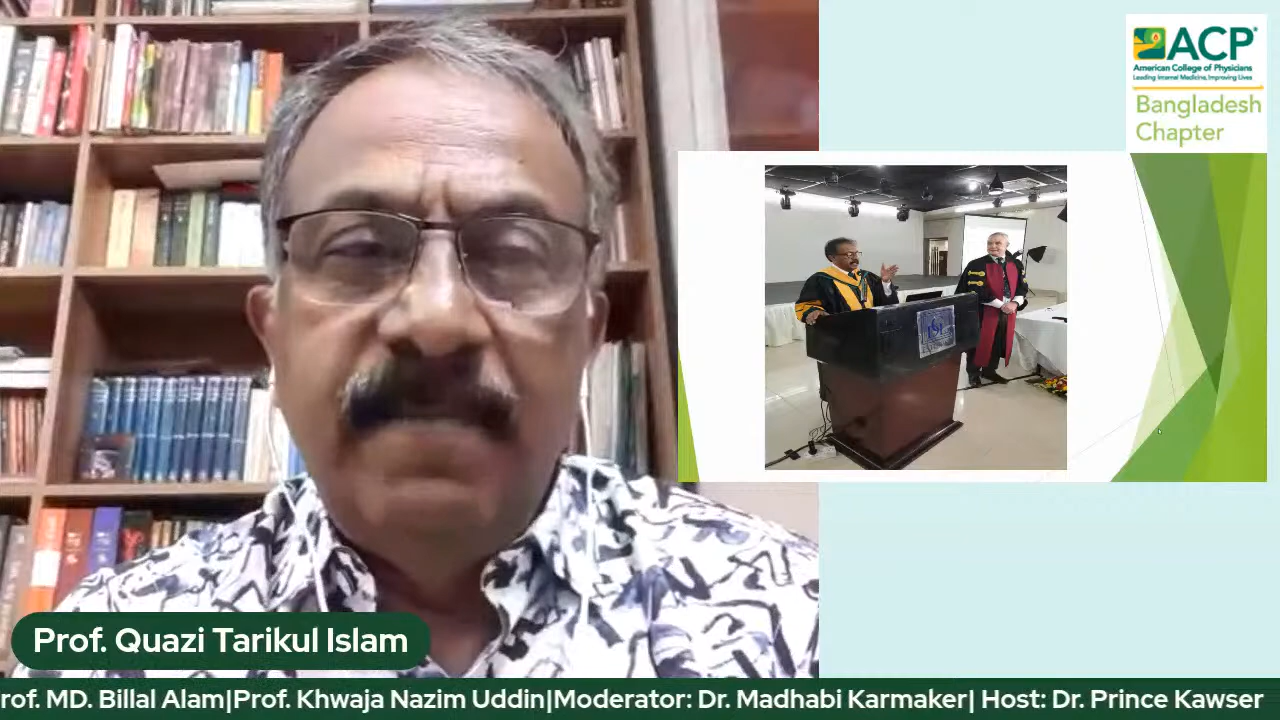 ACP
American College of Physicians
Leading Internal Medicine, Improving Lives
Bangladesh
Chapter
Prof. Quazi Tarikul Islam
rof. MD. Billal Alam|Prof. Khwaja Nazim Uddin|Moderator: Dr. Madhabi Karmaker| Host: Dr. Prince Kawser